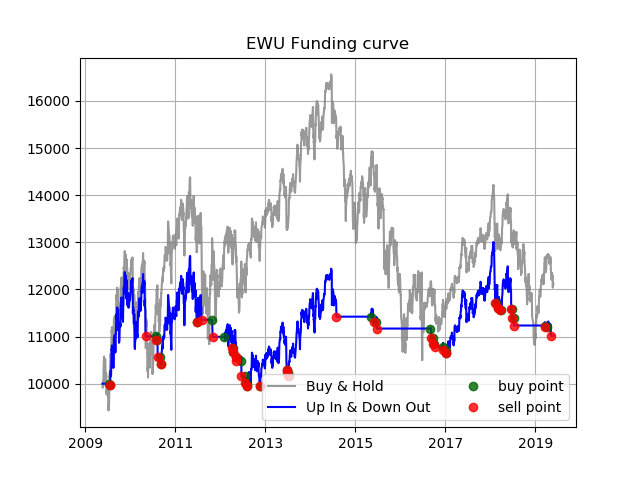 EWU Funding curve
16000
15000
14000
13000
12000
11000
10000
Buy & Hold
buy point
Up In & Down Out
sell point
2009
2011
2013
2015
2017
2019